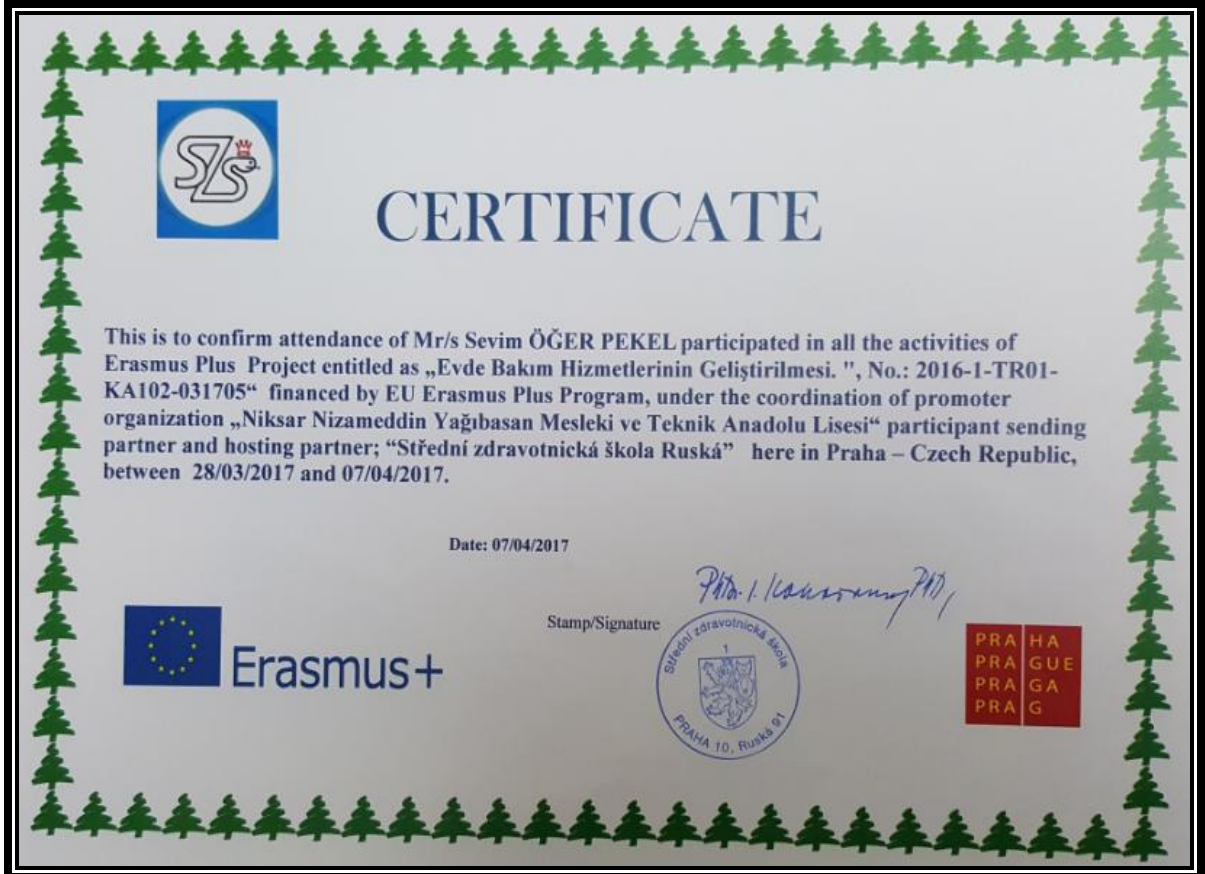 SZŠ
CERTIFICATE
This is to confirm attendance of Mr/s Sevim ÖĞER PEKEL participated in all the activities of
Erasmus Plus Project entitled as „Evde Bakım Hizmetlerinin Geliştirilmesi. ", No.: 2016-1-TR01-
KA102-031705“ financed by EU Erasmus Plus Program, under the coordination of promoter
organization „Niksar Nizameddin Yağıbasan Mesleki ve Teknik Anadolu Lisesi“ participant sending
partner and hosting partner; “Střední zdravotnická škola Ruská” here in Praha – Czech Republic,
between 28/03/2017 and 07/04/2017.
Date: 07/04/2017
Stamp/Signature
Střední zdravotnická škola
1
PRAHA 10, Ruská 91
Erasmus+
PRA HA
PRA GUE
PRA GA
PRA G